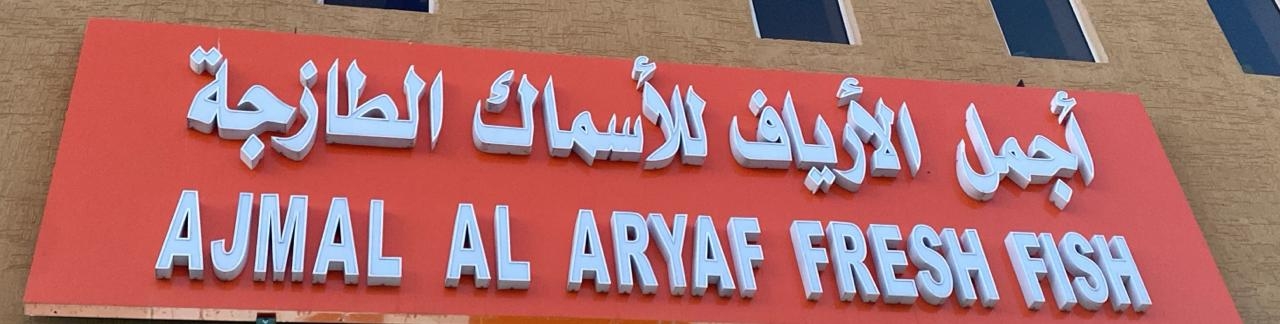 أجمل الأرياف للأسماك الطازجة
AJMAL AL ARYAF FRESH FISH